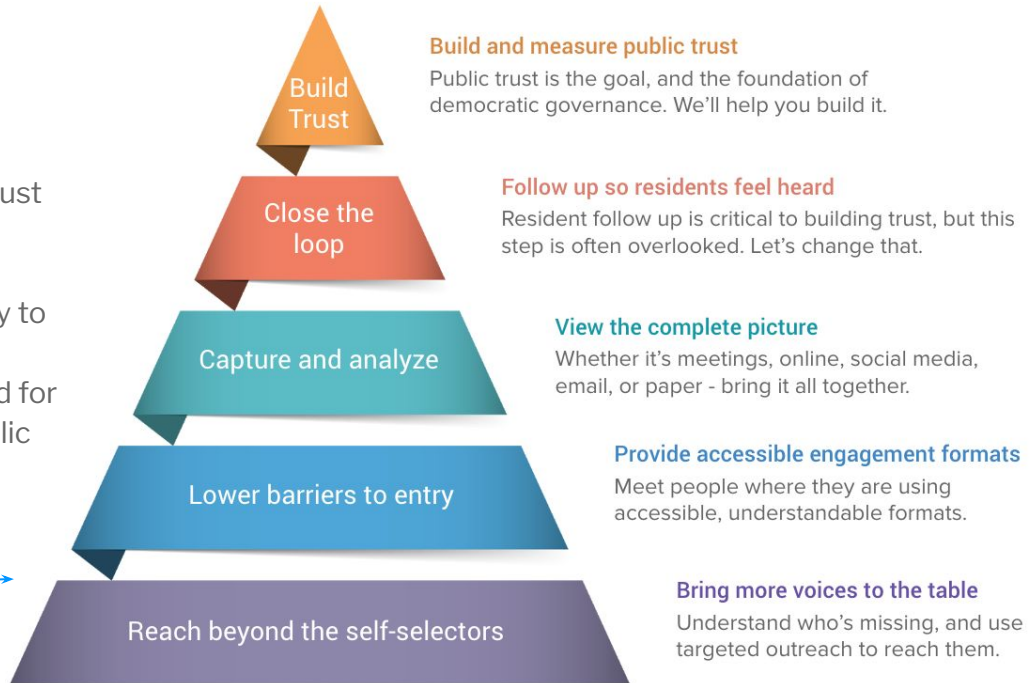 ust
y to
d for
lic
Build
Trust
Build and measure public trust
Public trust is the goal, and the foundation of
democratic governance. We'll help you build it.
Close the
loop
Follow up so residents feel heard
Resident follow up is critical to building trust, but this
step is often overlooked. Let's change that.
Capture and analyze
View the complete picture
Whether it's meetings, online, social media,
email, or paper - bring it all together.
Lower barriers to entry
Provide accessible engagement formats
Meet people where they are using
accessible, understandable formats.
Reach beyond the self-selectors
Bring more voices to the table
Understand who's missing, and use
targeted outreach to reach them.